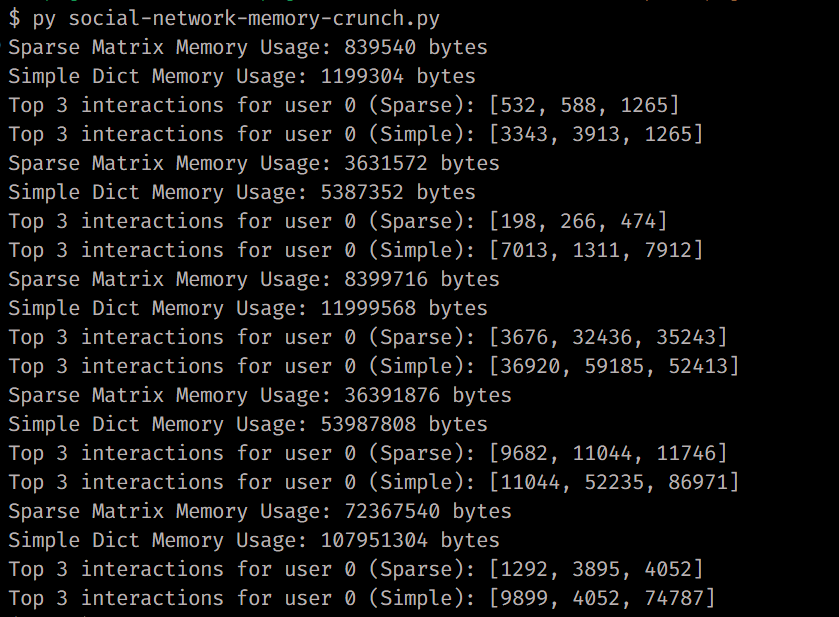 $ py social-network-memory-crunch.py
Sparse Matrix Memory Usage: 839540 bytes
Simple Dict Memory Usage: 1199304 bytes
Top 3 interactions for user 0 (Sparse): [532, 588, 1265]
Top 3 interactions for user 0 (Simple): [3343, 3913, 1265]
Sparse Matrix Memory Usage: 3631572 bytes
Simple Dict Memory Usage: 5387352 bytes
Top 3 interactions for user 0 (Sparse): [198, 266, 474]
Top 3 interactions for user 0 (Simple): [7013, 1311, 7912]
Sparse Matrix Memory Usage: 8399716 bytes
Simple Dict Memory Usage: 11999568 bytes
Top 3 interactions for user 0 (Sparse): [3676, 32436, 35243]
Top 3 interactions for user 0 (Simple): [36920, 59185, 52413]
Sparse Matrix Memory Usage: 36391876 bytes
Simple Dict Memory Usage: 53987808 bytes
Top 3 interactions for user 0 (Sparse): [9682, 11044, 11746]
Top 3 interactions for user 0 (Simple): [11044, 52235, 86971]
Sparse Matrix Memory Usage: 72367540 bytes
Simple Dict Memory Usage: 107951304 bytes
Top 3 interactions for user 0 (Sparse): [1292, 3895, 4052]
Top 3 interactions for user 0 (Simple): [9899, 4052, 74787]